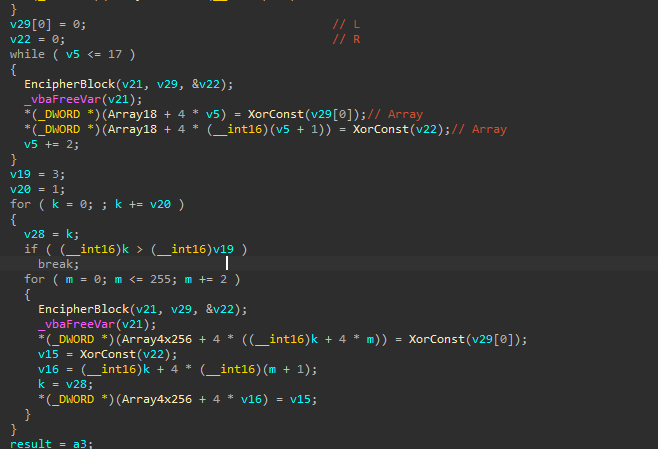 }
v29[0] = 0; // L
v22 = 0; // R
while ( v5 <= 17 )
{
EncipherBlock(v21, v29, &v22);
_vbaFreeVar(v21);
*(_DWORD *)(Array18 + 4 * v5) = XorConst(v29[0]);// Array
*(_DWORD *)(Array18 + 4 * (__int16)(v5 + 1)) = XorConst(v22);// Array
v5 += 2;
}
v19 = 3;
v20 = 1;
for ( k = 0; ; k += v20 )
{
v28 = k;
if ( (__int16)k > (__int16)v19 )
break;
for ( m = 0; m <= 255; m += 2 )
{
EncipherBlock(v21, v29, &v22);
_vbaFreeVar(v21);
*(_DWORD *)(Array4x256 + 4 * ((__int16)k + 4 * m)) = XorConst(v29[0]);
v15 = XorConst(v22);
v16 = (__int16)k + 4 * (__int16)(m + 1);
k = v28;
*(_DWORD *)(Array4x256 + 4 * v16) = v15;
}
}
result = a3;